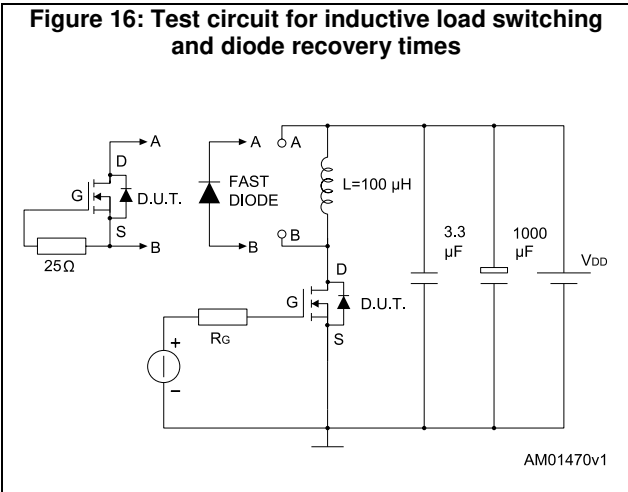 Figure 16: Test circuit for inductive load switching
and diode recovery times
A
D
G
D.U.T.
S
B
25Ω
A
FAST
DIODE
B
A
L=100 µH
B
D
G
D.U.T.
S
RG
+
–
3.3
µF
1000
µF
VDD
AM01470v1